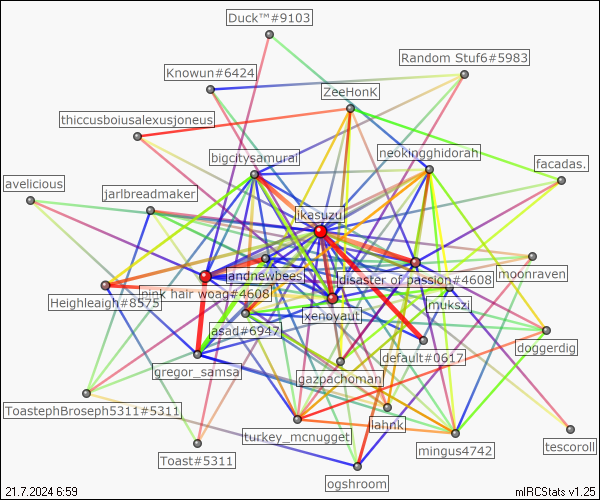 Duck™#9103
Random Stuf6#5983
Knowun#6424
ZeeHonK
thiccusboiusalexusjoneus
neokingghidorah
bigcitysamurai
facadas.
avelicious
jarlbreadmaker
ikasuzu
andnewbees
moonraven
disaster of passion#4608
pink hair woag#4608
Heighleigh#8575
mukszi
xenoyaut
asad#6947
doggerdig
default#0617
gregor_samsa
gazpachoman
ToastephBroseph5311#5311
lahnk
turkey_mcnugget
tescoroll
mingus4742
Toast#5311
ogshroom
21.7.2024 6:59
mIRCStats v1.25